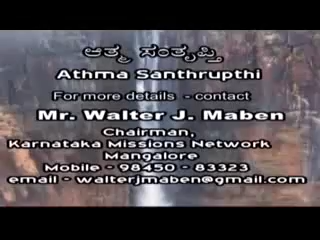 ಆತ್ಮ ಸಂತೃಪ್ತಿ
Athma Santhrupthi
For more details - contact
Mr. Walter J. Maben
Chairman,
Karnataka Missions Network
Mangalore
Mobile - 98450 - 83323
email - walterjmaben@gmail.com